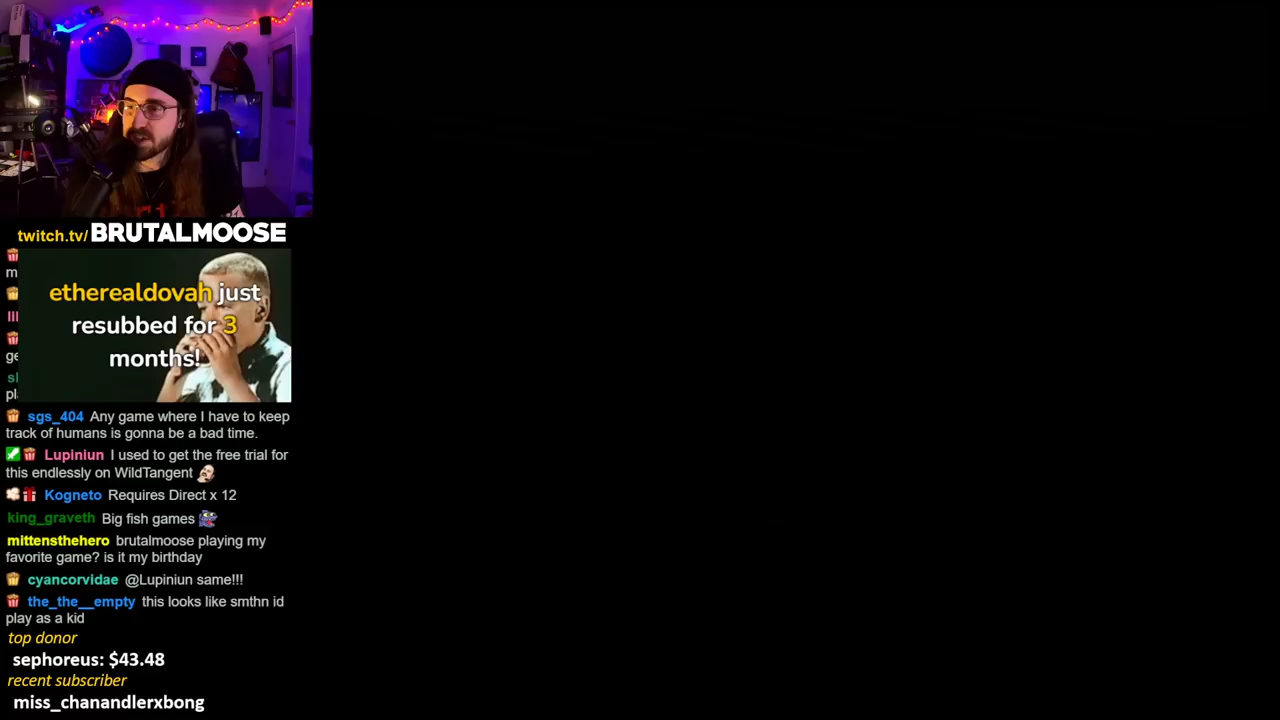 twitch.tv/BRUTALMOOSE
etherealdovah just
resubbed for 3
months!
sgs_404 Any game where I have to keep
track of humans is gonna be a bad time.
Lupiniun I used to get the free trial for
this endlessly on WildTangent
Kogneto Requires Direct x 12
king_graveth Big fish games
mittensthehero brutalmoose playing my
favorite game? is it my birthday
cyancorvidae @Lupiniun same!!!
the_the__empty this looks like smthn id
play as a kid
top donor
sephoreus: $43.48
recent subscriber
miss_chanandlerxbong